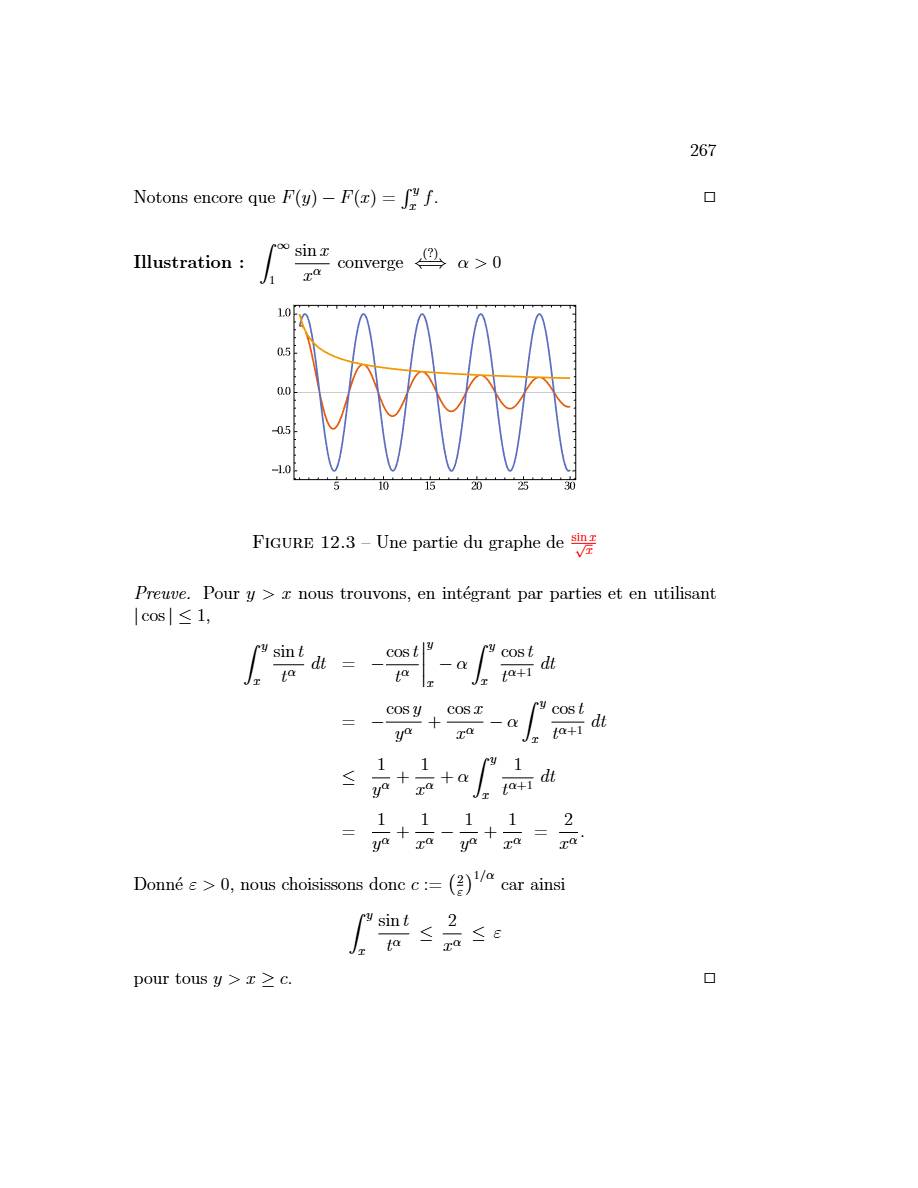 267
Notons encore que F(y) − F(x) = ∫_x^y f. □
Illustration : ∫_1^∞ (sin x)/(x^α) converge ⟺^(?) α > 0
1.0
0.5
0.0
−0.5
−1.0
5 10 15 20 25 30
Figure 12.3 – Une partie du graphe de (sin x)/(√x)
Preuve. Pour y > x nous trouvons, en intégrant par parties et en utilisant
|cos| ≤ 1,
∫_x^y (sin t)/(t^α) dt = −(cos t)/(t^α)|_x^y − α ∫_x^y (cos t)/(t^{α+1}) dt
= −(cos y)/(y^α) + (cos x)/(x^α) − α ∫_x^y (cos t)/(t^{α+1}) dt
≤ 1/(y^α) + 1/(x^α) + α ∫_x^y 1/(t^{α+1}) dt
= 1/(y^α) + 1/(x^α) − 1/(y^α) + 1/(x^α) = 2/(x^α).
Donné ε > 0, nous choisissons donc c := (2/ε)^{1/α} car ainsi
∫_x^y (sin t)/(t^α) ≤ 2/(x^α) ≤ ε
pour tous y > x ≥ c. □